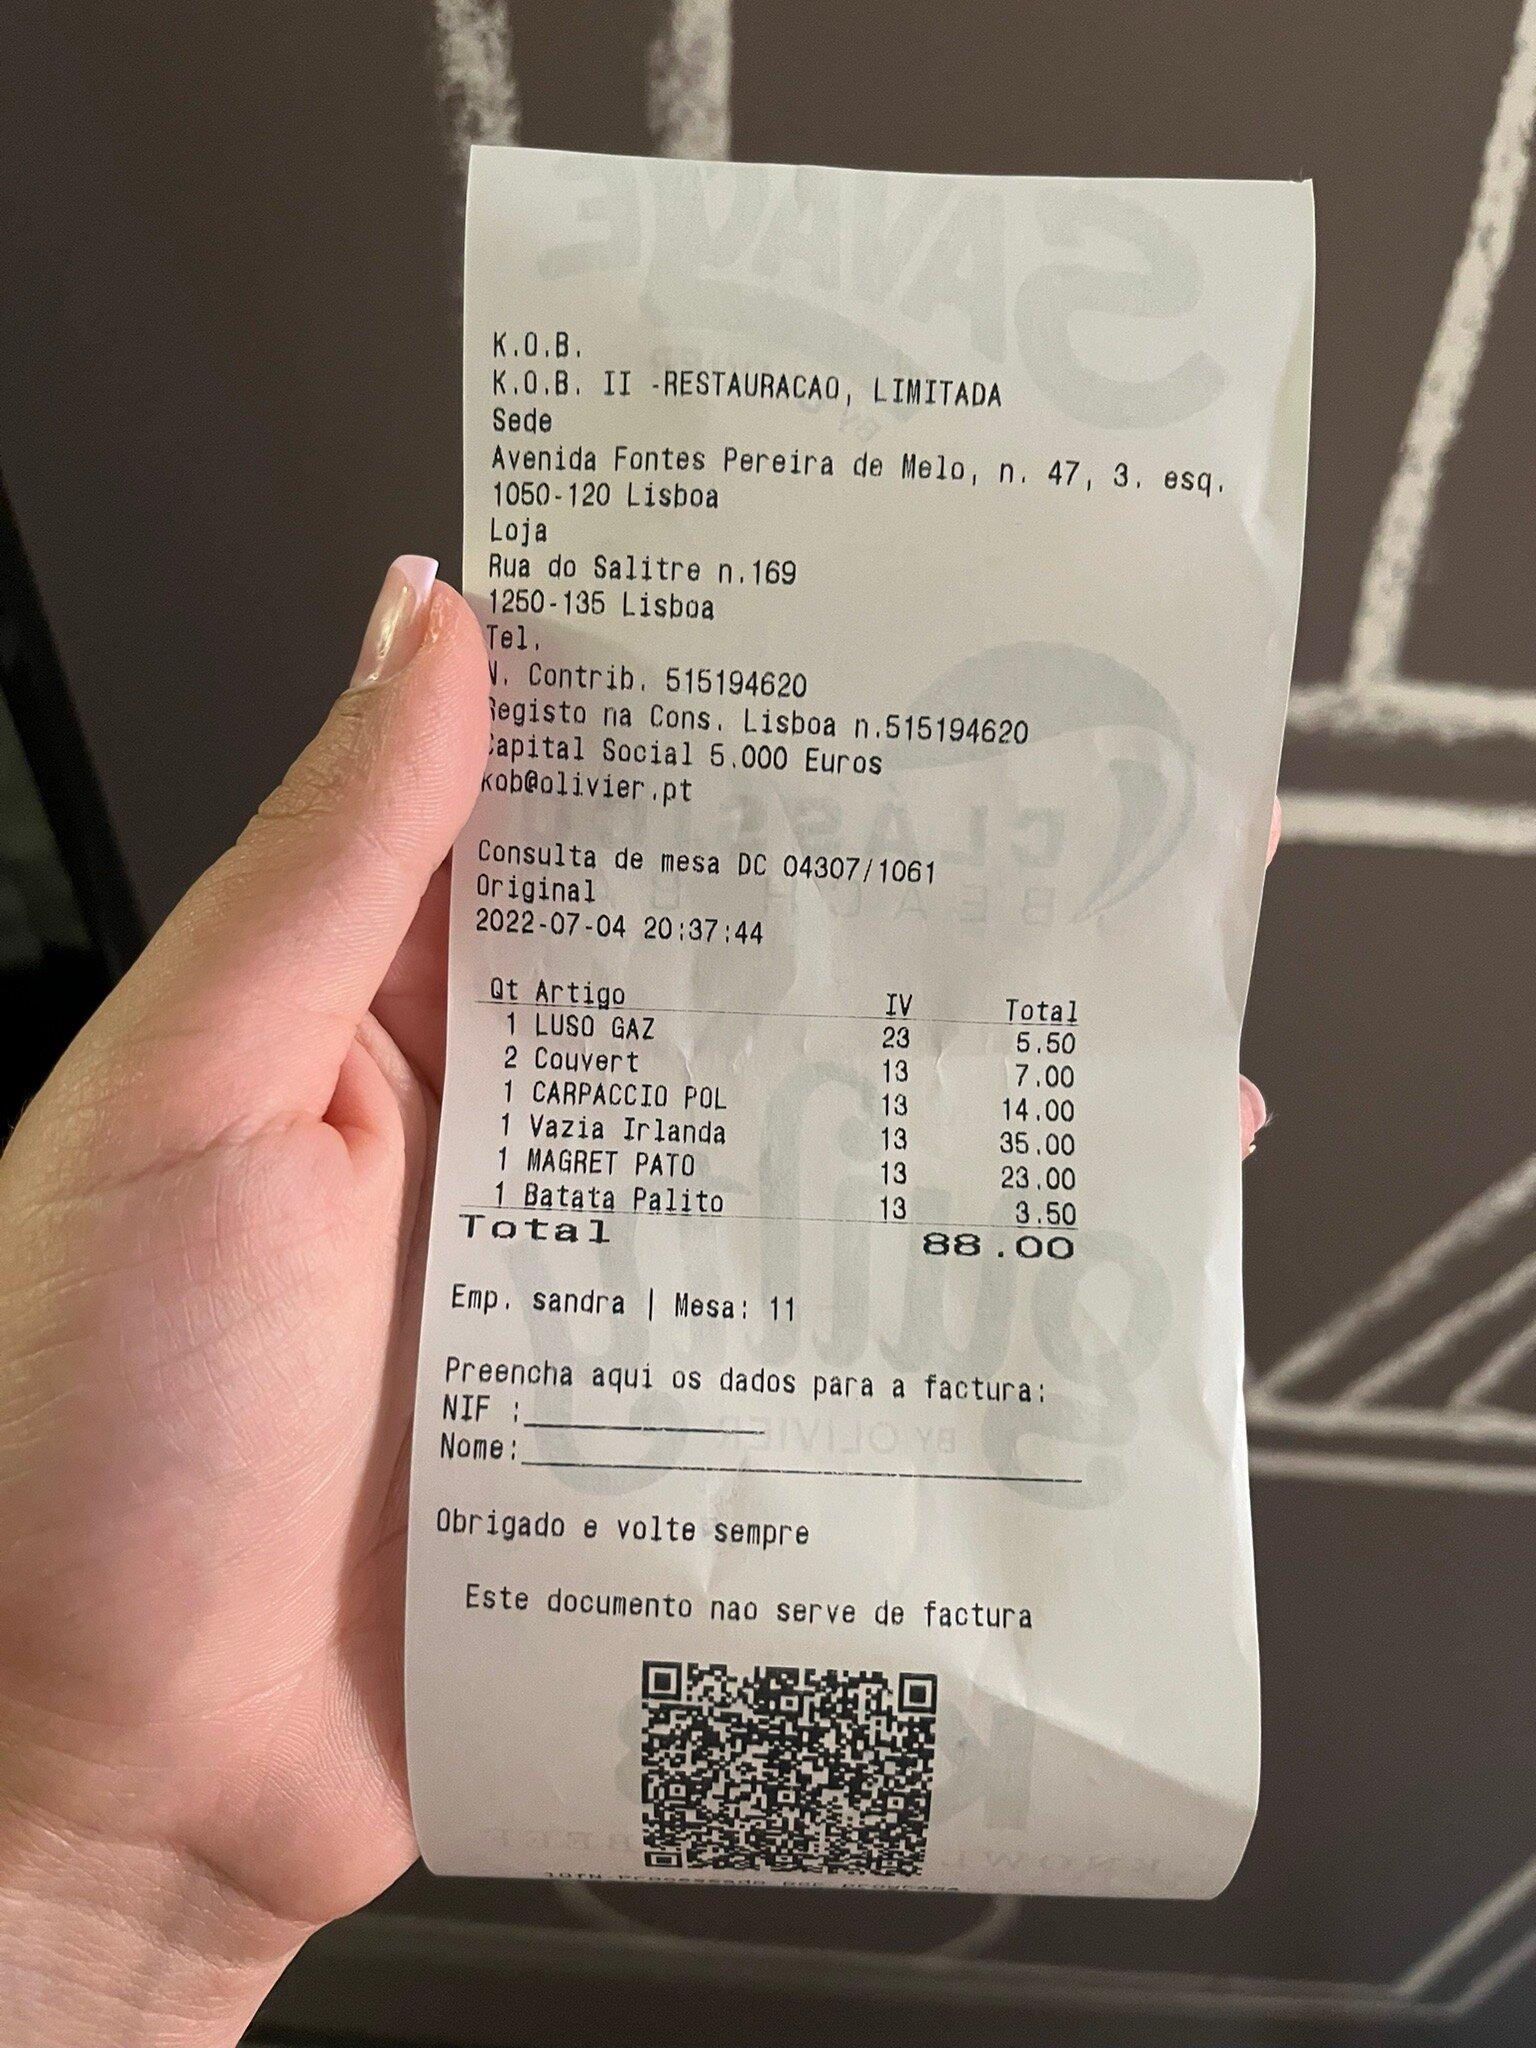 K.O.B.
K.O.B. II -RESTAURACAO, LIMITADA
Sede
Avenida Fontes Pereira de Melo, n. 47, 3. esq.
1050-120 Lisboa
Loja
Rua do Salitre n.169
1250-135 Lisboa
Tel.
N. Contrib. 515194620
Registo na Cons. Lisboa n.515194620
Capital Social 5.000 Euros
kob@olivier.pt
Consulta de mesa DC 04307/1061
Original
2022-07-04 20:37:44
Qt Artigo IV Total
1 LUSO GAZ 23 5.50
2 Couvert 13 7.00
1 CARPACCIO POL 13 14.00
1 Vazia Irlanda 13 35.00
1 MAGRET PATO 13 23.00
1 Batata Palito 13 3.50
Total 88.00
Emp. sandra | Mesa: 11
Preencha aqui os dados para a factura:
NIF :
Nome:
Obrigado e volte sempre
Este documento nao serve de factura